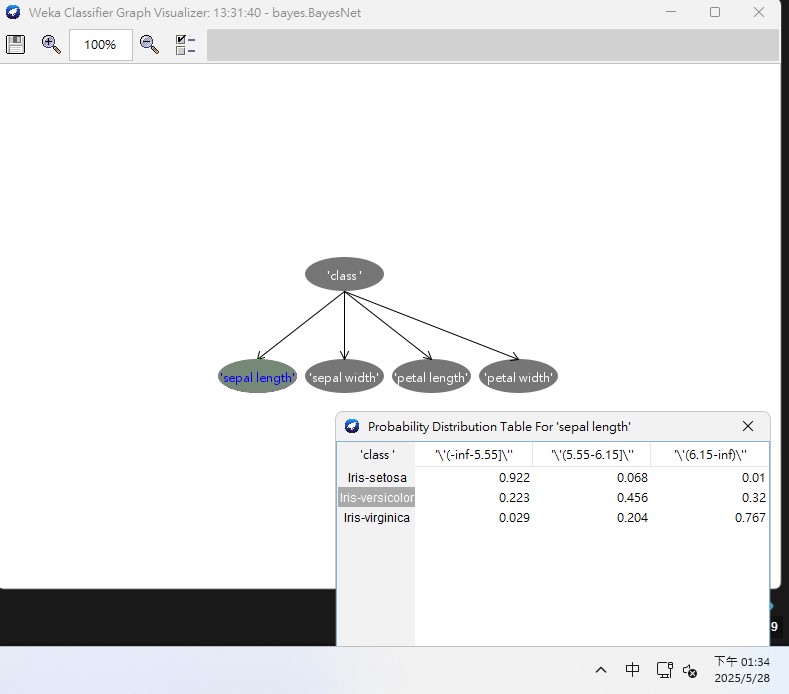 Weka Classifier Graph Visualizer: 13:31:40 - bayes.BayesNet
100%
'class '
'sepal length' 'sepal width' 'petal length' 'petal width'
Probability Distribution Table For 'sepal length'
'class ' '\'(-inf-5.55]\'' '\'(5.55-6.15]\'' '\'(6.15-inf)\''
Iris-setosa 0.922 0.068 0.01
Iris-versicolor 0.223 0.456 0.32
Iris-virginica 0.029 0.204 0.767
9
中
下午 01:34
2025/5/28